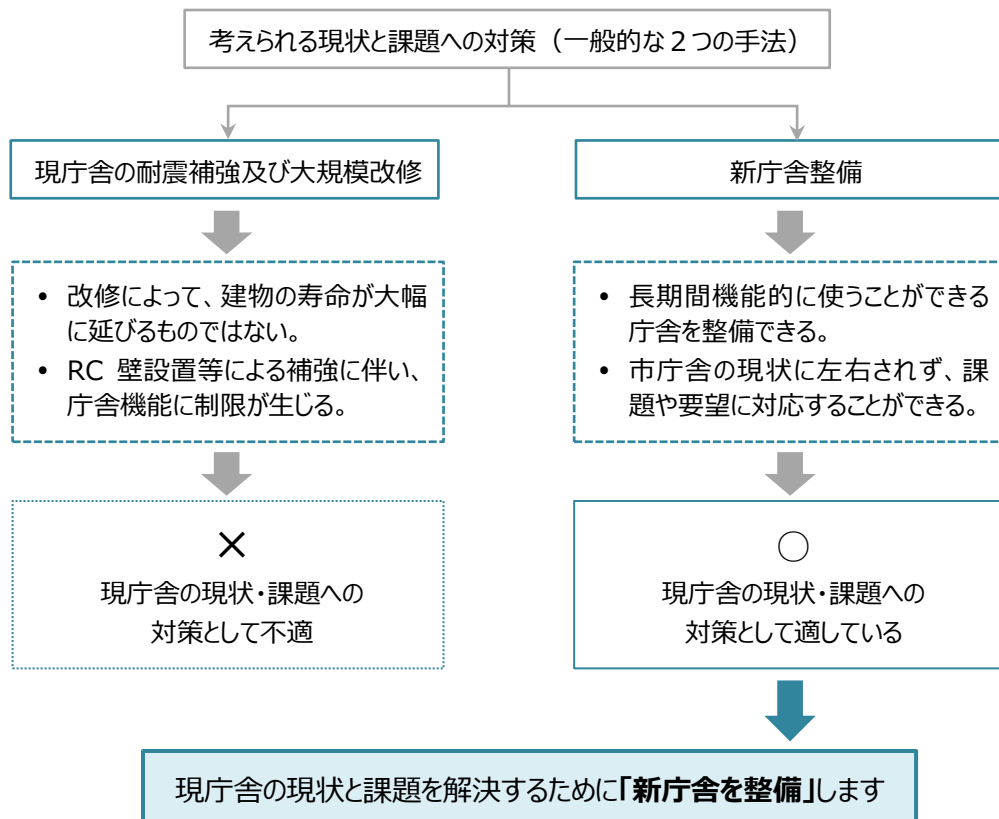 考えられる現状と課題への対策（一般的な２つの手法）
現庁舎の耐震補強及び大規模改修
• 改修によって、建物の寿命が大幅
に延びるものではない。
• RC 壁設置等による補強に伴い、
庁舎機能に制限が生じる。
×
現庁舎の現状・課題への
対策として不適
新庁舎整備
• 長期間機能的に使うことができる
庁舎を整備できる。
• 市庁舎の現状に左右されず、課
題や要望に対応することができる。
○
現庁舎の現状・課題への
対策として適している
現庁舎の現状と課題を解決するために「新庁舎を整備」します